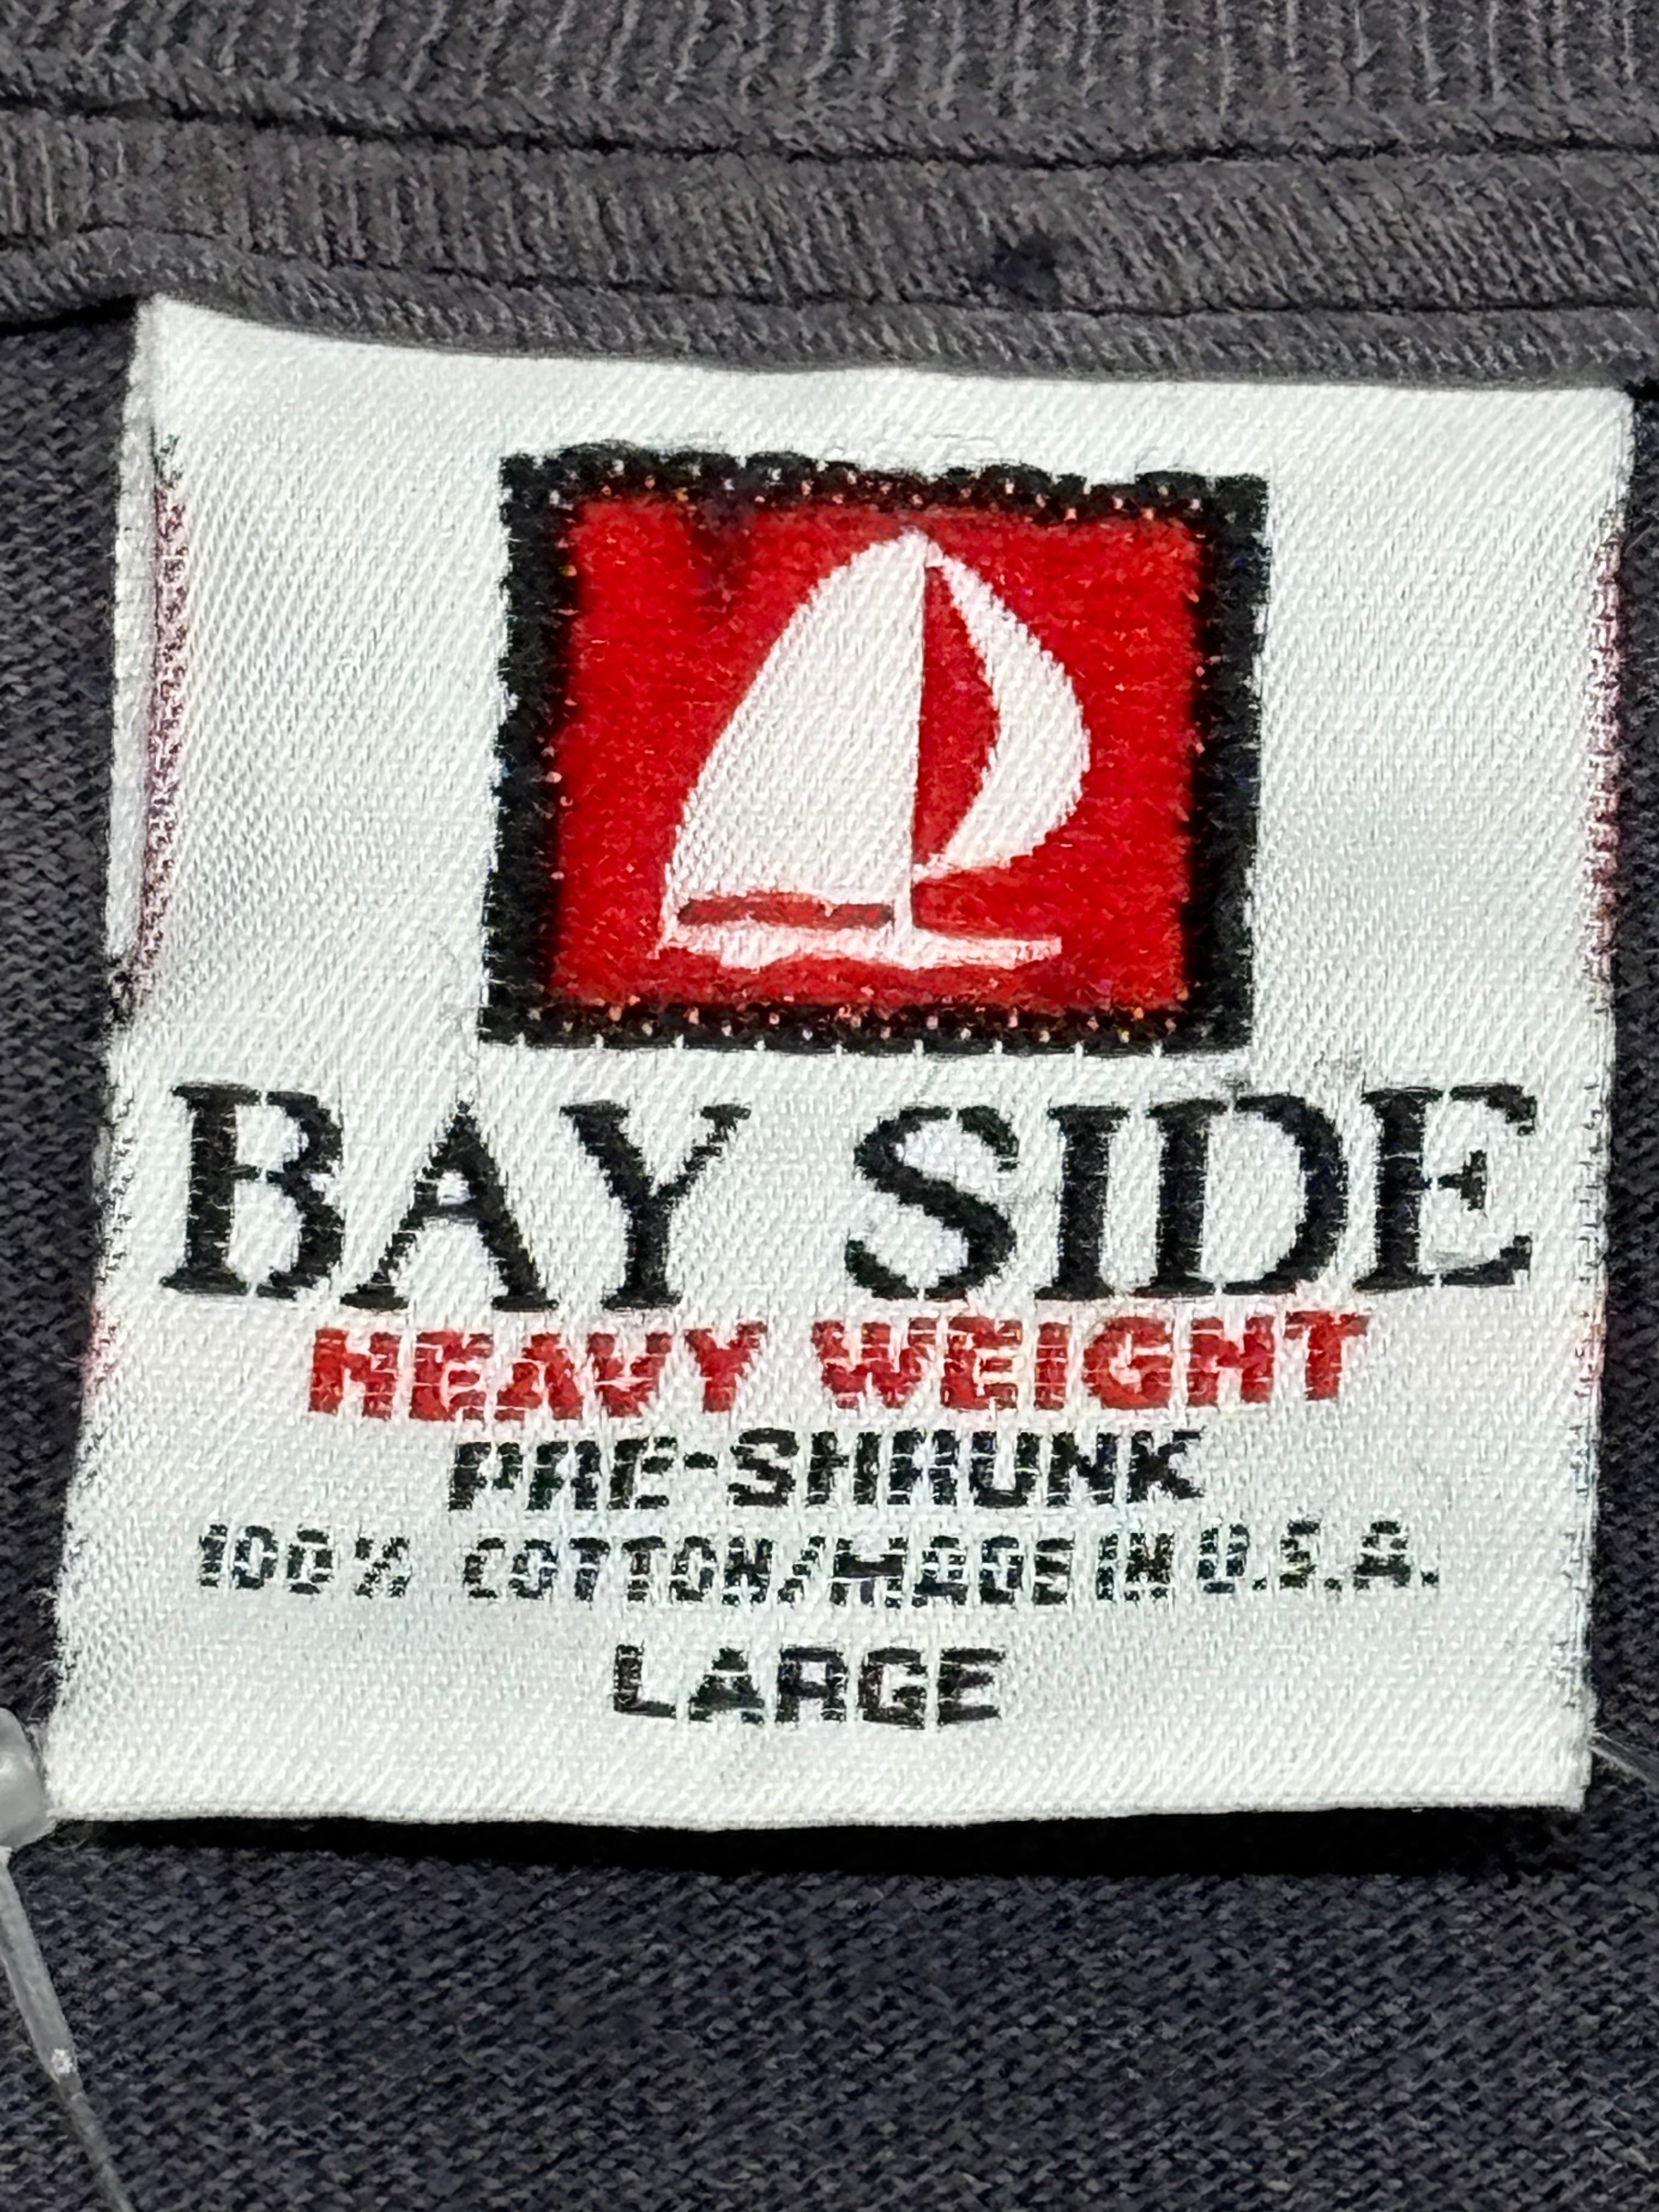 BAY SIDE
HEAVY WEIGHT
PRE-SHRUNK
100% COTTON/MADE IN U.S.A.
LARGE